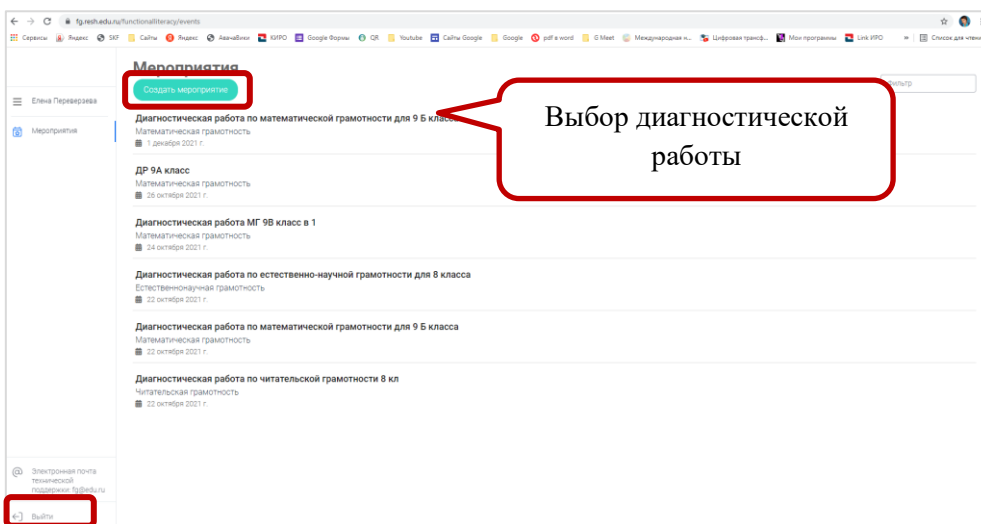 fg.resh.edu.ru/functionalliteracy/events
Сервисы Яндекс SKF Сайты Яндекс Авачабики КИРО Google Формы QR Youtube Сайты Google Google pdf в word G Meet Международная н... Цифровая трансф... Мои программы Link ИРО » Список для чтени
Мероприятия
Создать мероприятие
фильтр
Елена Переверзева
Мероприятия
Диагностическая работа по математической грамотности для 9 Б класса
Математическая грамотность
1 декабря 2021 г.
Выбор диагностической
работы
ДР 9А класс
Математическая грамотность
26 октября 2021 г.
Диагностическая работа МГ 9В класс в 1
Математическая грамотность
24 октября 2021 г.
Диагностическая работа по естественно-научной грамотности для 8 класса
Естественнонаучная грамотность
22 октября 2021 г.
Диагностическая работа по математической грамотности для 9 Б класса
Математическая грамотность
22 октября 2021 г.
Диагностическая работа по читательской грамотности 8 кл
Читательская грамотность
22 октября 2021 г.
Электронная почта
технической
поддержки: fg@edu.ru
Выйти